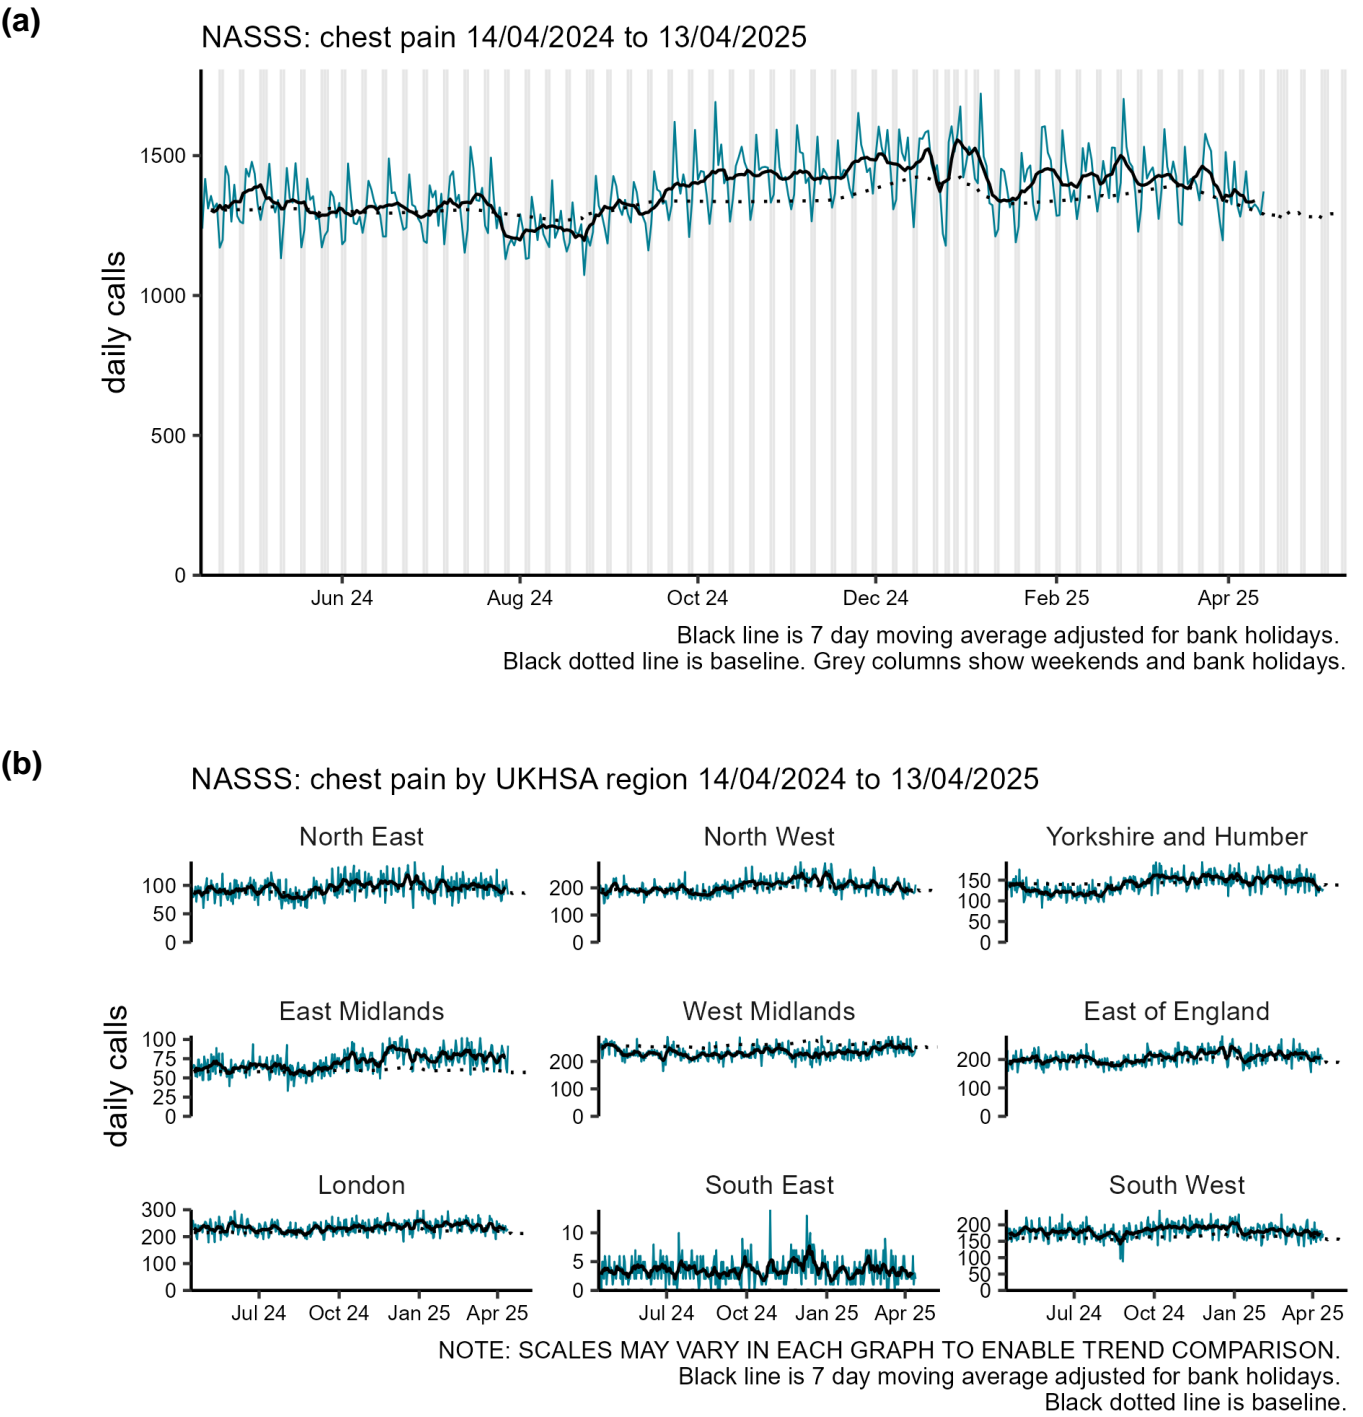 (a)
NASSS: chest pain 14/04/2024 to 13/04/2025
daily calls
1500
1000
500
0
Jun 24 Aug 24 Oct 24 Dec 24 Feb 25 Apr 25
Black line is 7 day moving average adjusted for bank holidays.
Black dotted line is baseline. Grey columns show weekends and bank holidays.
(b)
NASSS: chest pain by UKHSA region 14/04/2024 to 13/04/2025
daily calls
North East
100
50
0
North West
200
100
0
Yorkshire and Humber
150
100
50
0
East Midlands
100
75
50
25
0
West Midlands
200
100
0
East of England
200
100
0
London
300
200
100
0
South East
10
5
0
South West
200
150
100
50
0
Jul 24 Oct 24 Jan 25 Apr 25
Jul 24 Oct 24 Jan 25 Apr 25
Jul 24 Oct 24 Jan 25 Apr 25
NOTE: SCALES MAY VARY IN EACH GRAPH TO ENABLE TREND COMPARISON.
Black line is 7 day moving average adjusted for bank holidays.
Black dotted line is baseline.